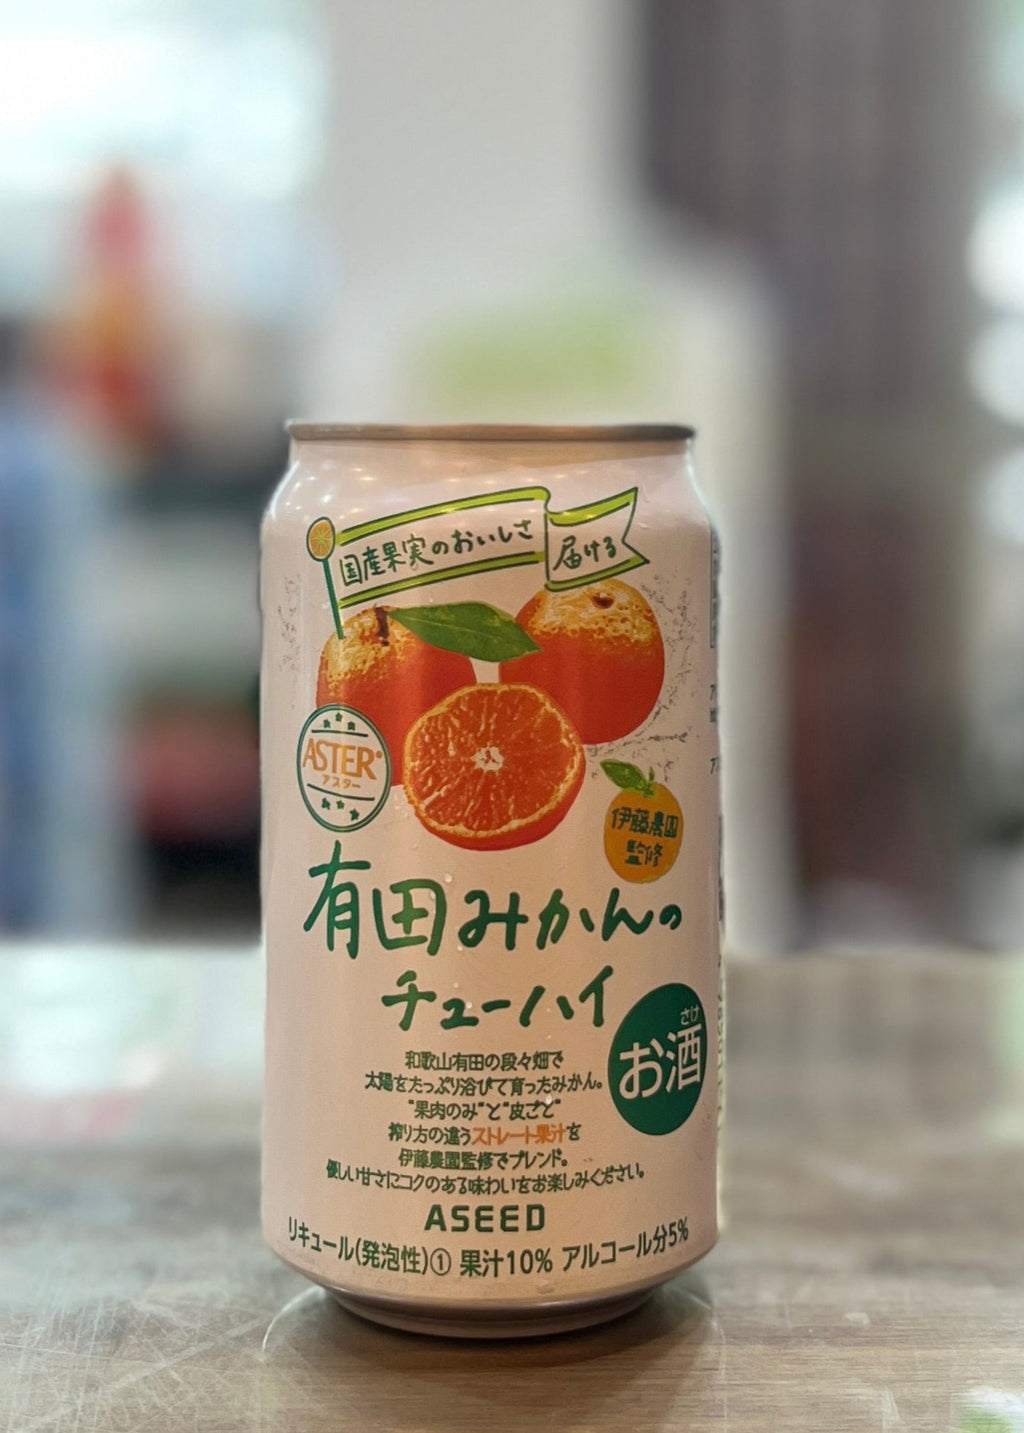 国産果実のおいしさ
届ける
ASTER
アスター
伊藤農園
監修
有田みかんの
チューハイ
さけ
お酒
和歌山有田の段々畑で
太陽をたっぷり浴びて育ったみかん。
"果肉のみ"と"皮ごと"
搾り方の違うストレート果汁を
伊藤農園監修でブレンド。
優しい甘さにコクのある味わいをお楽しみください。
ASEED
リキュール(発泡性)① 果汁10% アルコール分5%